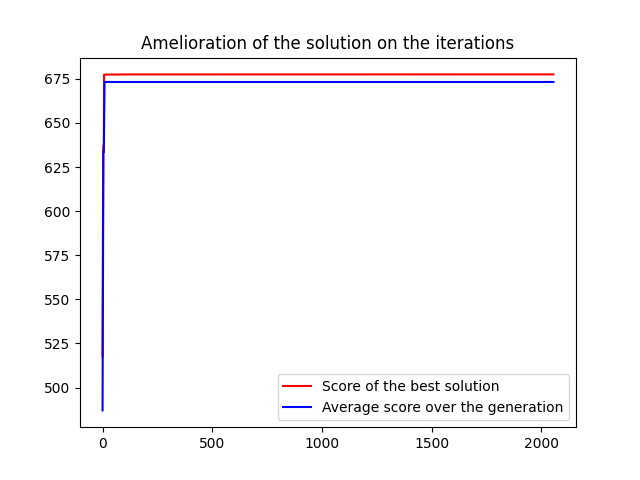 Amelioration of the solution on the iterations
675
650
625
600
575
550
525
500
Score of the best solution
Average score over the generation
0 500 1000 1500 2000